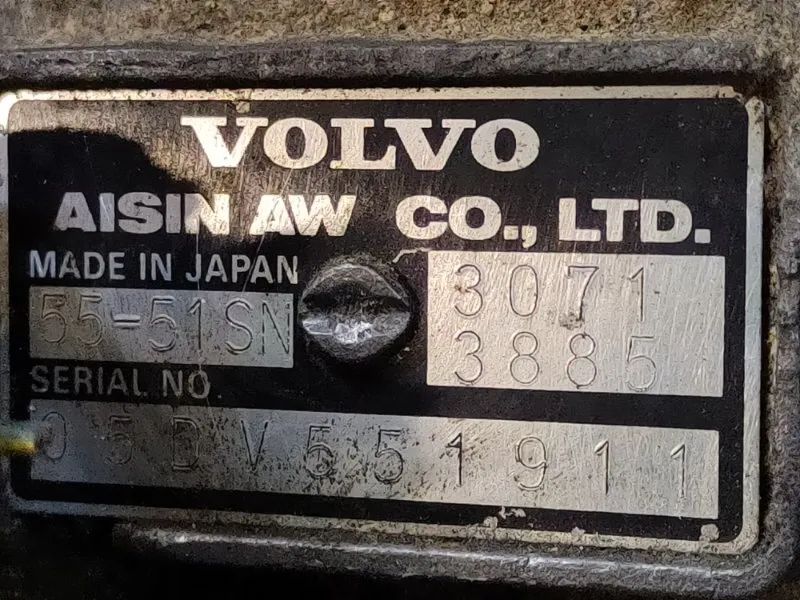 VOLVO
AISIN AW CO., LTD.
MADE IN JAPAN
55-51SN
3071
3885
SERIAL NO.
05DV551911